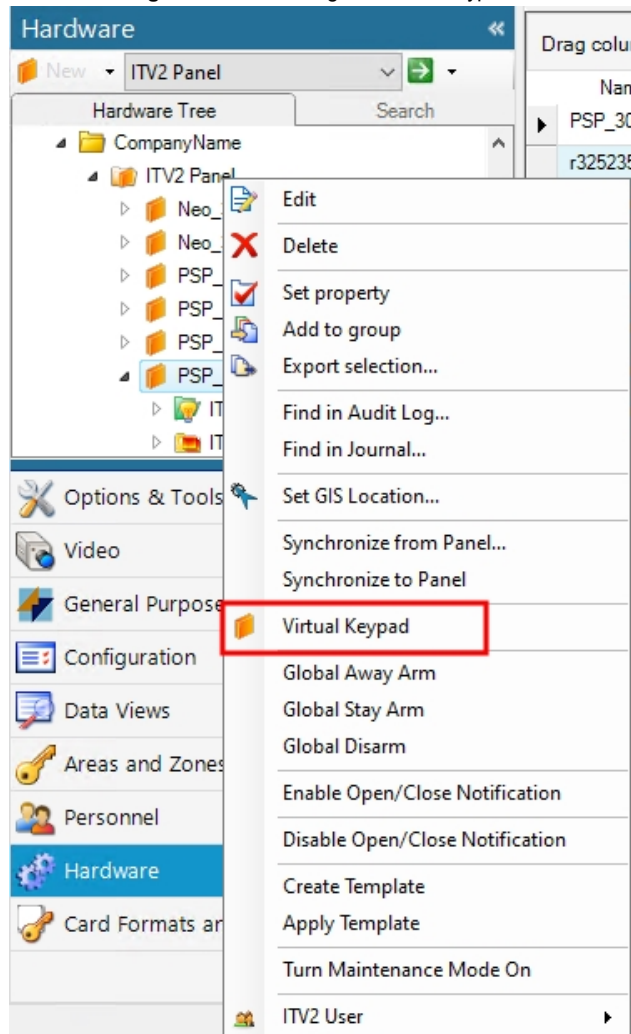 Hardware
New
ITV2 Panel
Drag colu
Hardware Tree
Search
CompanyName
PSP_30
ITV2 Panel
r325235
Neo_
Neo_
PSP_
PSP_
PSP_
PSP_
IT
IT
Edit
Delete
Set property
Add to group
Export selection...
Find in Audit Log...
Find in Journal...
Set GIS Location...
Synchronize from Panel...
Synchronize to Panel
Virtual Keypad
Global Away Arm
Global Stay Arm
Global Disarm
Enable Open/Close Notification
Disable Open/Close Notification
Create Template
Apply Template
Turn Maintenance Mode On
ITV2 User
Options & Tools
Video
General Purpose
Configuration
Data Views
Areas and Zones
Personnel
Hardware
Card Formats an